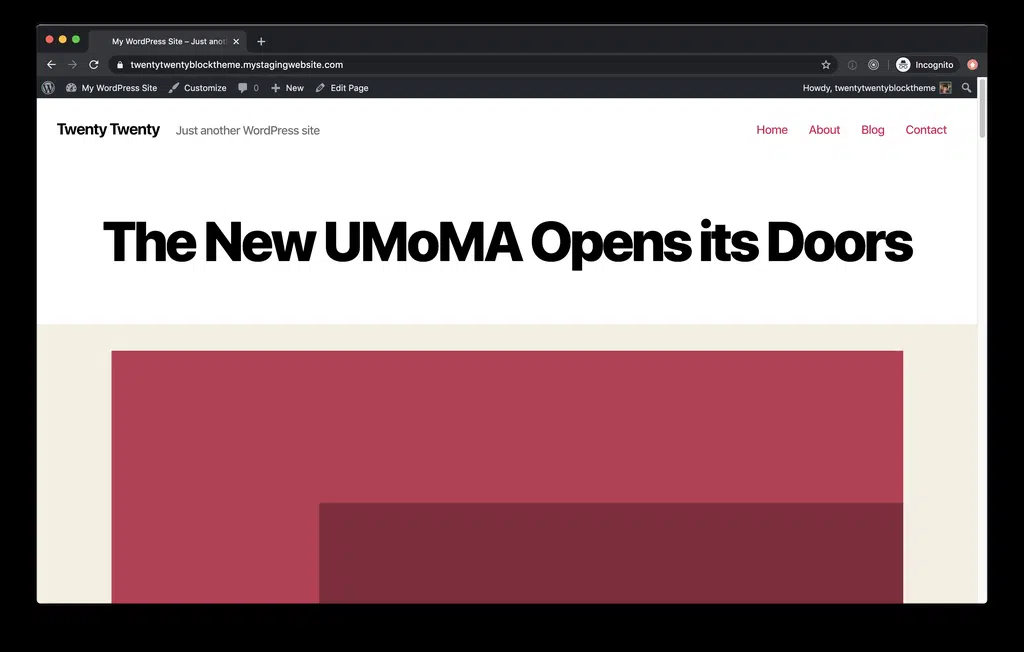 My WordPress Site – Just anot
twentytwentyblocktheme.mystagingwebsite.com
Incognito
My WordPress Site Customize 0 New Edit Page Howdy, twentytwentyblocktheme
Twenty Twenty Just another WordPress site Home About Blog Contact
The New UMoMA Opens its Doors